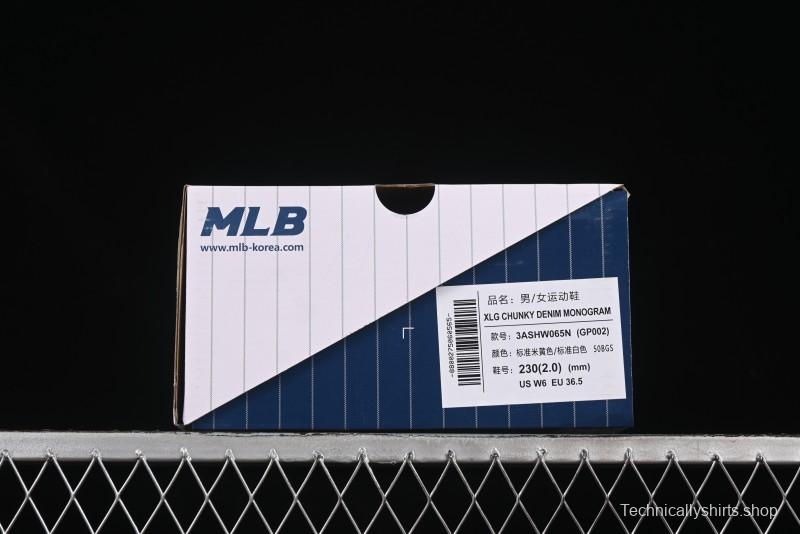 MLB
www.mlb-korea.com
品名: 男/女运动鞋
XLG CHUNKY DENIM MONOGRAM
款号: 3ASHW065N (GP002)
颜色: 标准米黄色/标准白色 50BGS
鞋号: 230(2.0) (mm)
US W6 EU 36.5
Technicallyshirts.shop